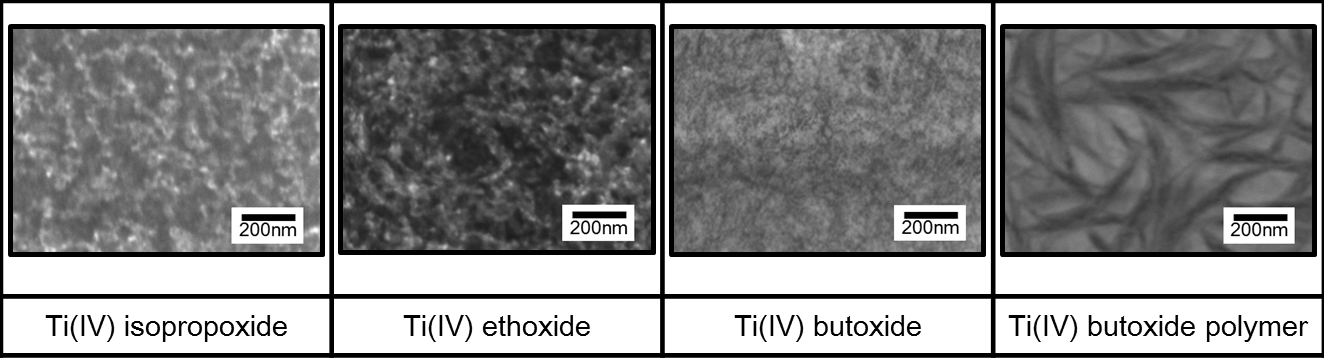 200nm
200nm
200nm
200nm
Ti(IV) isopropoxide
Ti(IV) ethoxide
Ti(IV) butoxide
Ti(IV) butoxide polymer